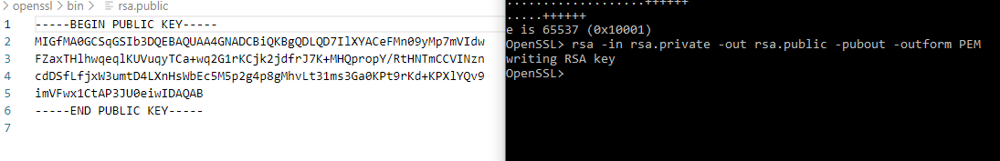 openssl > bin > rsa.public
1 -----BEGIN PUBLIC KEY-----
2 MIGfMA0GCSqGSIb3DQEBAQUAA4GNADCBiQKBgQDLQD7IlXYACeFMn09yMp7mVIdw
3 FZaxTHlhwqeqlKUVuqyTCa+wq2G1rKCjk2jdfrJ7K+MHQpropY/RtHNTmCCVINzn
4 cdDSfLfjxW3umtD4LXnHsWbEc5M5p2g4p8gMhvLt31ms3Ga0KPt9rKd+KPXlYQv9
5 imVFwx1CtAP3JU0eiwIDAQAB
6 -----END PUBLIC KEY-----
7
...................++++++
.....++++++
e is 65537 (0x10001)
OpenSSL> rsa -in rsa.private -out rsa.public -pubout -outform PEM
writing RSA key
OpenSSL>